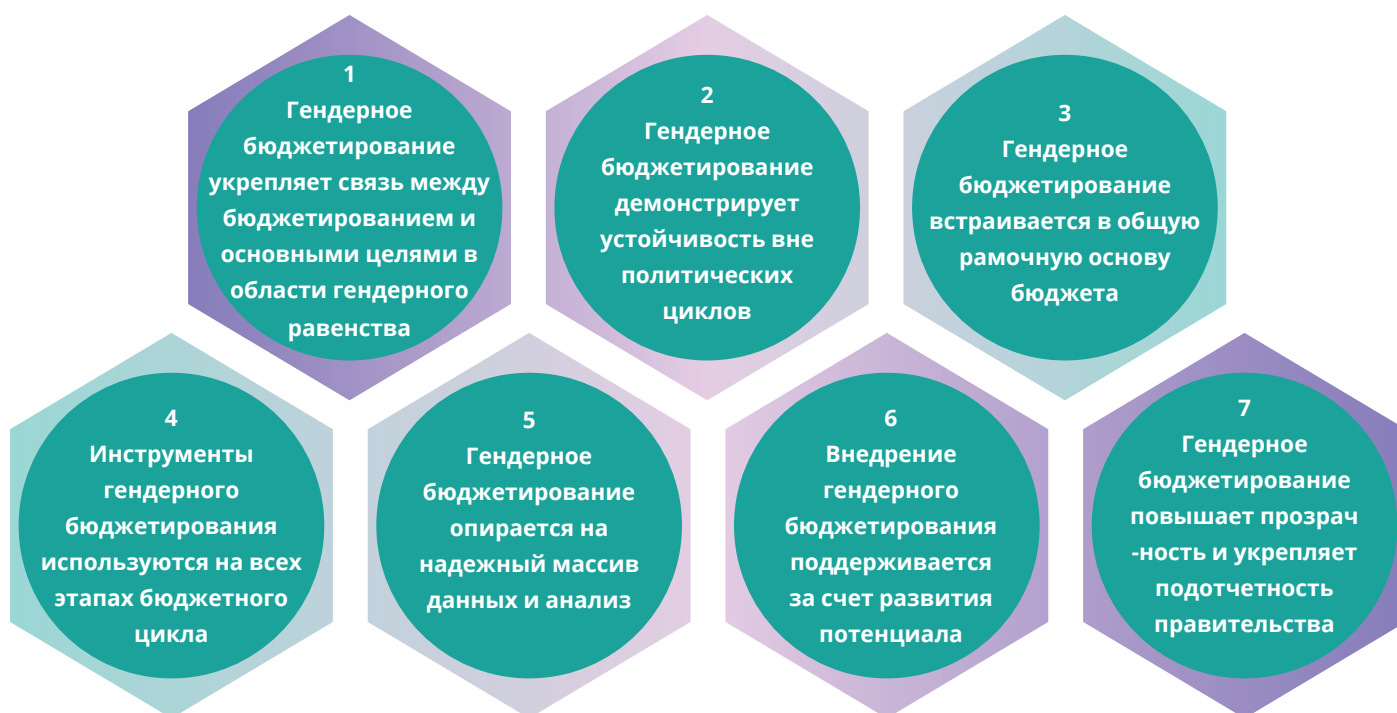 1
Гендерное
бюджетирование
укрепляет связь между
бюджетированием и
основными целями в
области гендерного
равенства
2
Гендерное
бюджетирование
демонстрирует
устойчивость вне
политических
циклов
3
Гендерное
бюджетирование
встраивается в общую
рамочную основу
бюджета
4
Инструменты
гендерного
бюджетирования
используются на всех
этапах бюджетного
цикла
5
Гендерное
бюджетирование
опирается на
надежный массив
данных и анализ
6
Внедрение
гендерного
бюджетирования
поддерживается
за счет развития
потенциала
7
Гендерное
бюджетирование
повышает прозрач
-ность и укрепляет
подотчетность
правительства